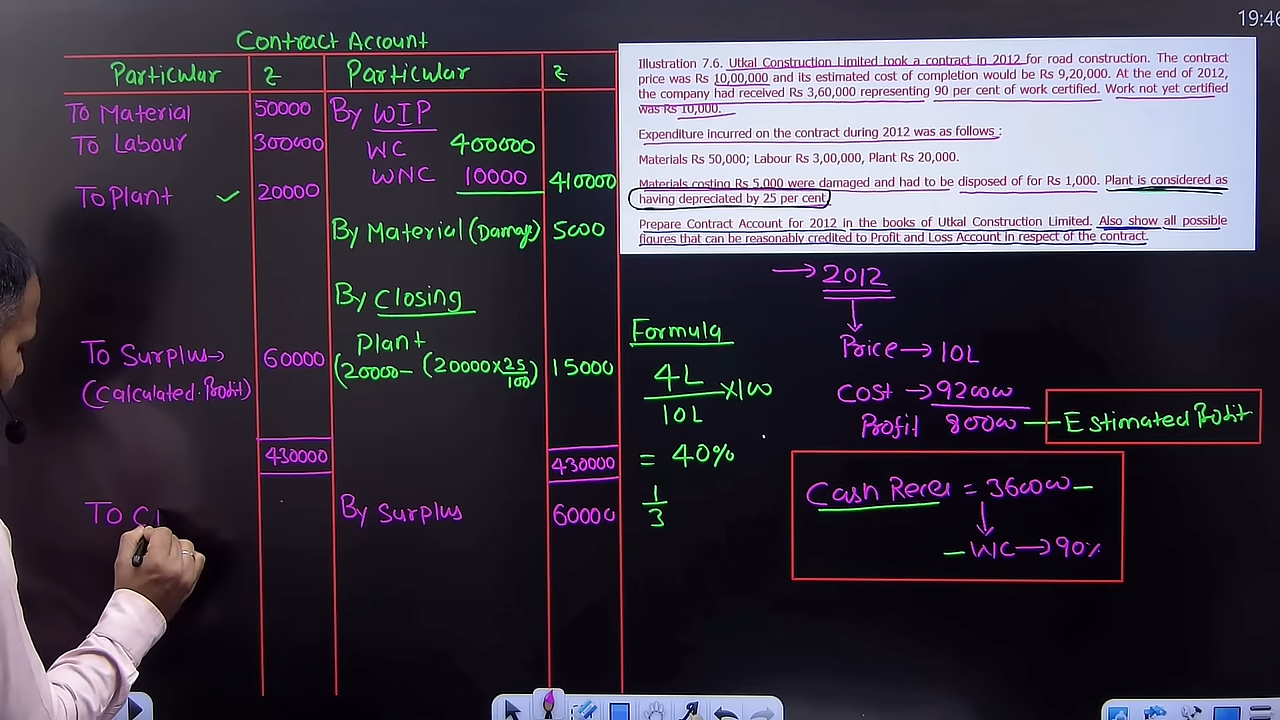 19:46
Contract Account
Particular ₹ Particular ₹
To Material 50000 By WIP
To Labour 300000 WC 400000
To Plant ✓ 20000 WNC 10000 410000
By Material (Damage) 5000
By Closing
Plant
(20000 - (20000 × 25/100) 15000
To Surplus→ 60000
(Calculated Profit)
430000 430000
To By Surplus 60000
Illustration 7.6. Utkal Construction Limited took a contract in 2012 for road construction. The contract
price was Rs 10,00,000 and its estimated cost of completion would be Rs 9,20,000. At the end of 2012,
the company had received Rs 3,60,000 representing 90 per cent of work certified. Work not yet certified
was Rs 10,000.
Expenditure incurred on the contract during 2012 was as follows :
Materials Rs 50,000; Labour Rs 3,00,000, Plant Rs 20,000.
Materials costing Rs 5,000 were damaged and had to be disposed of for Rs 1,000. Plant is considered as
having depreciated by 25 per cent.
Prepare Contract Account for 2012 in the books of Utkal Construction Limited. Also show all possible
figures that can be reasonably credited to Profit and Loss Account in respect of the contract.
Formula
4L/10L × 100
= 40%
1/3
→ 2012
Price → 10L
Cost → 920000
Profit 80000 — Estimated Profit
Cash Recei = 360000 –
– WC → 90%